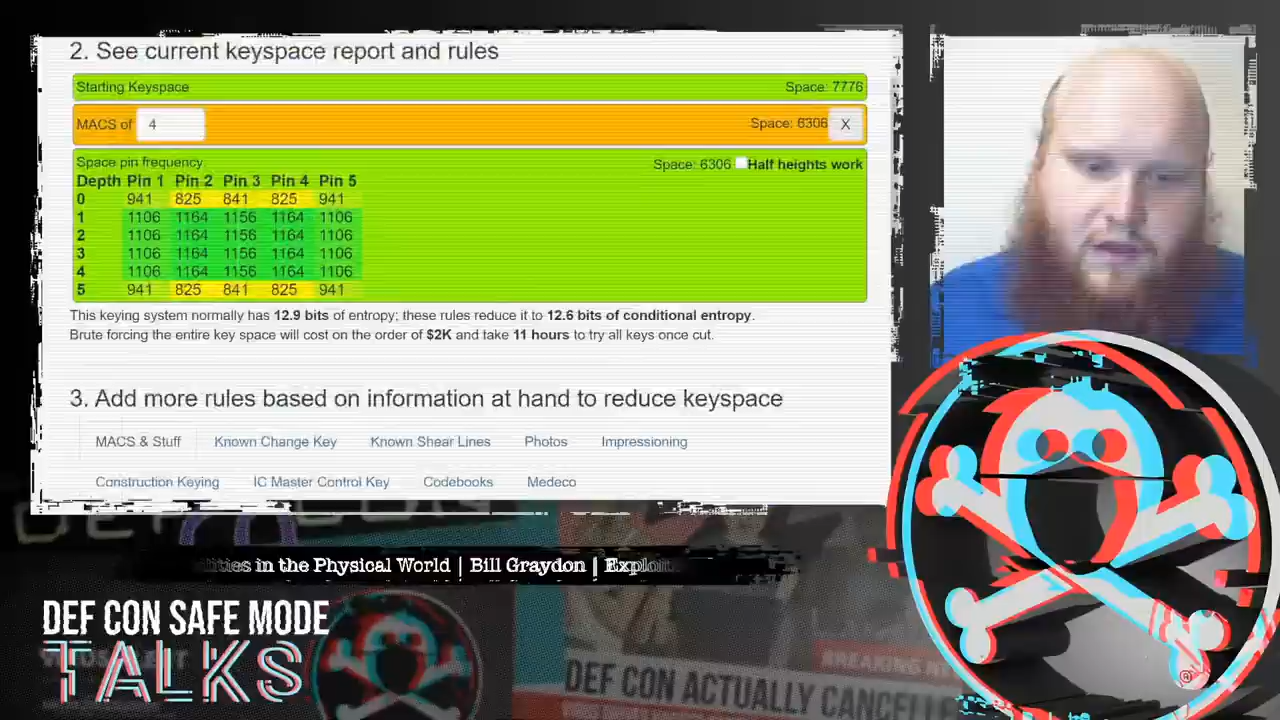 2. See current keyspace report and rules
Starting Keyspace Space: 7776
MACS of 4 Space: 6306 X
Space pin frequency Space: 6306 Half heights work
Depth Pin 1 Pin 2 Pin 3 Pin 4 Pin 5
0 941 825 841 825 941
1 1106 1164 1156 1164 1106
2 1106 1164 1156 1164 1106
3 1106 1164 1156 1164 1106
4 1106 1164 1156 1164 1106
5 941 825 841 825 941
This keying system normally has 12.9 bits of entropy; these rules reduce it to 12.6 bits of conditional entropy.
Brute forcing the entire key space will cost on the order of $2K and take 11 hours to try all keys once cut.
3. Add more rules based on information at hand to reduce keyspace
MACS & Stuff Known Change Key Known Shear Lines Photos Impressioning
Construction Keying IC Master Control Key Codebooks Medeco
in the Physical World | Bill Graydon |
DEF CON SAFE MODE
TALKS
BREAKING
DEF CON ACTUALLY
®